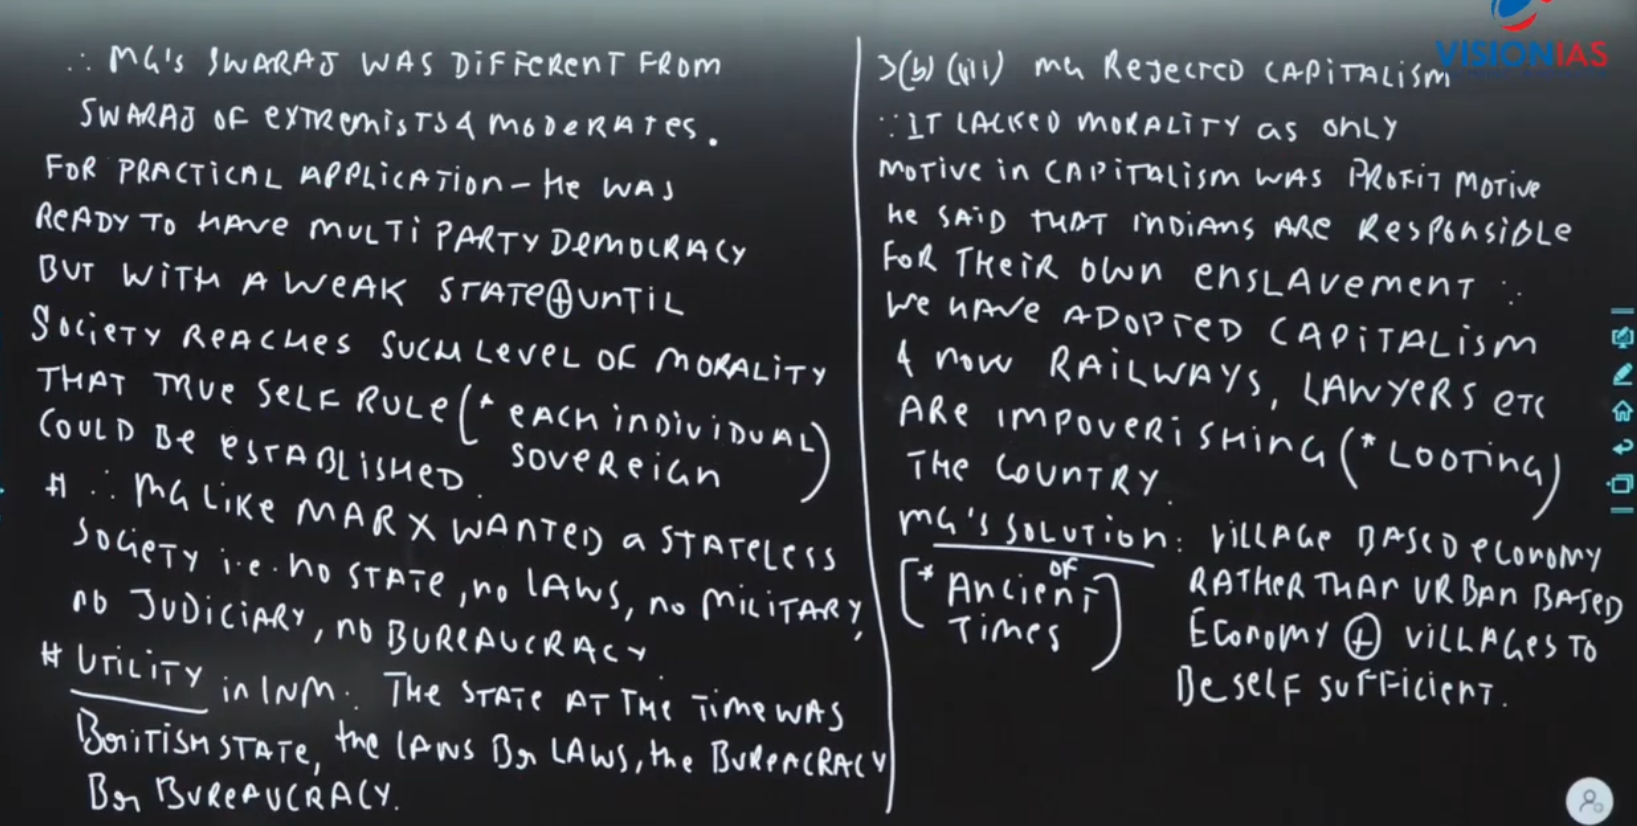 ∴ MG's SWARAJ WAS DIFFERENT FROM
SWARAJ OF EXTREMISTS & MODERATES.
FOR PRACTICAL APPLICATION - HE WAS
READY TO HAVE MULTI PARTY DEMOCRACY
BUT WITH A WEAK STATE ⊕ UNTIL
SOCIETY REACHES SUCH LEVEL OF MORALITY
THAT TRUE SELF RULE (* EACH INDIVIDUAL
SOVEREIGN)
COULD BE ESTABLISHED.
# ∴ MG LIKE MARX WANTED a STATELESS
SOCIETY i.e. NO STATE, NO LAWS, NO MILITARY,
NO JUDICIARY, NO BUREAUCRACY
# UTILITY in INM. THE STATE AT THE TIME WAS
BRITISH STATE, the LAWS Br LAWS, the BUREACRACY
Br BUREAUCRACY.
VISIONIAS
3(b) (iii) MG REJECTED CAPITALISM
∵ IT LACKED MORALITY as ONLY
MOTIVE in CAPITALISM WAS PROFIT MOTIVE
he SAID THAT INDIANS ARE RESPONSIBLE
FOR THEIR OWN ENSLAVEMENT ∵
WE HAVE ADOPTED CAPITALISM
& NOW RAILWAYS, LAWYERS ETC
ARE IMPOVERISHING (* LOOTING)
THE COUNTRY.
MG'S SOLUTION: VILLAGE BASED ECONOMY
[* OF ANCIENT
TIMES]
RATHER THAN URBAN BASED
ECONOMY ⊕ VILLAGES TO
BE SELF SUFFICIENT.